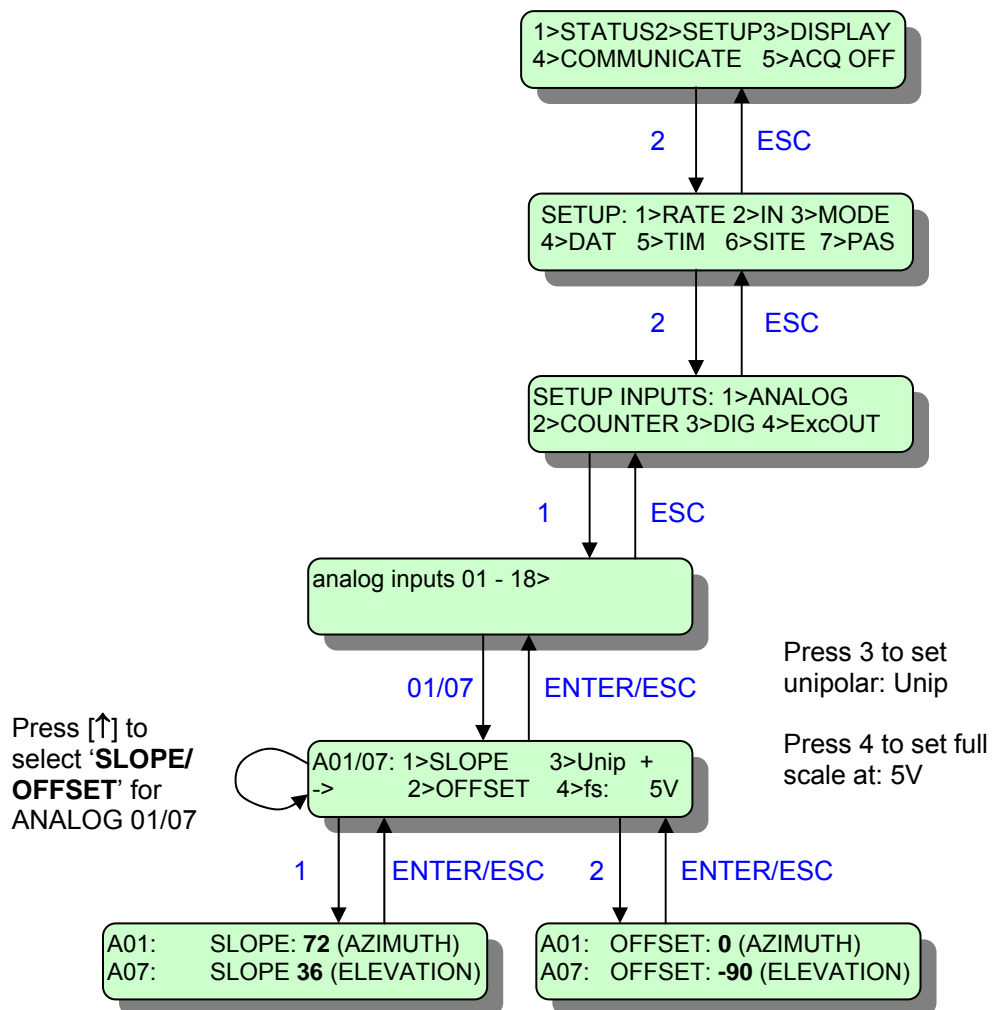 1>STATUS2>SETUP3>DISPLAY
4>COMMUNICATE 5>ACQ OFF
2
ESC
SETUP: 1>RATE 2>IN 3>MODE
4>DAT 5>TIM 6>SITE 7>PAS
2
ESC
SETUP INPUTS: 1>ANALOG
2>COUNTER 3>DIG 4>ExcOUT
1
ESC
analog inputs 01 - 18>
01/07
ENTER/ESC
Press 3 to set
unipolar: Unip
Press 4 to set full
scale at: 5V
Press [↑] to
select ‘SLOPE/
OFFSET’ for
ANALOG 01/07
A01/07: 1>SLOPE 3>Unip +
-> 2>OFFSET 4>fs: 5V
1
ENTER/ESC
2
ENTER/ESC
A01: SLOPE: 72 (AZIMUTH)
A07: SLOPE 36 (ELEVATION)
A01: OFFSET: 0 (AZIMUTH)
A07: OFFSET: -90 (ELEVATION)